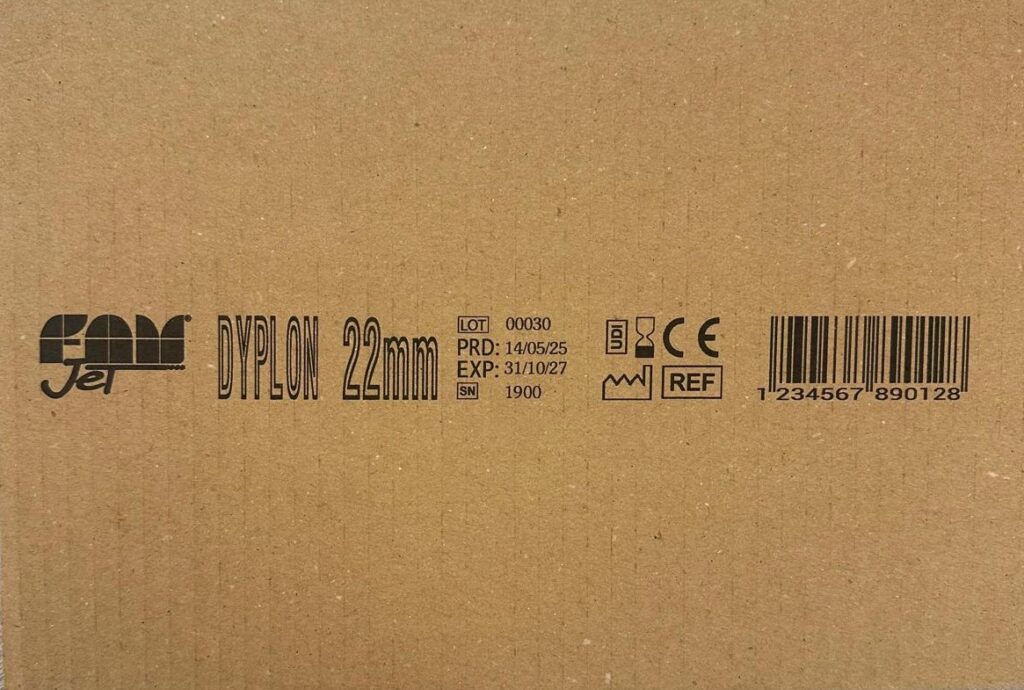 FAM®
Jet
DYPLON 22mm
LOT 00030
PRD: 14/05/25
EXP: 31/10/27
SN 1900
UDI
CE
REF
1 234567 890128